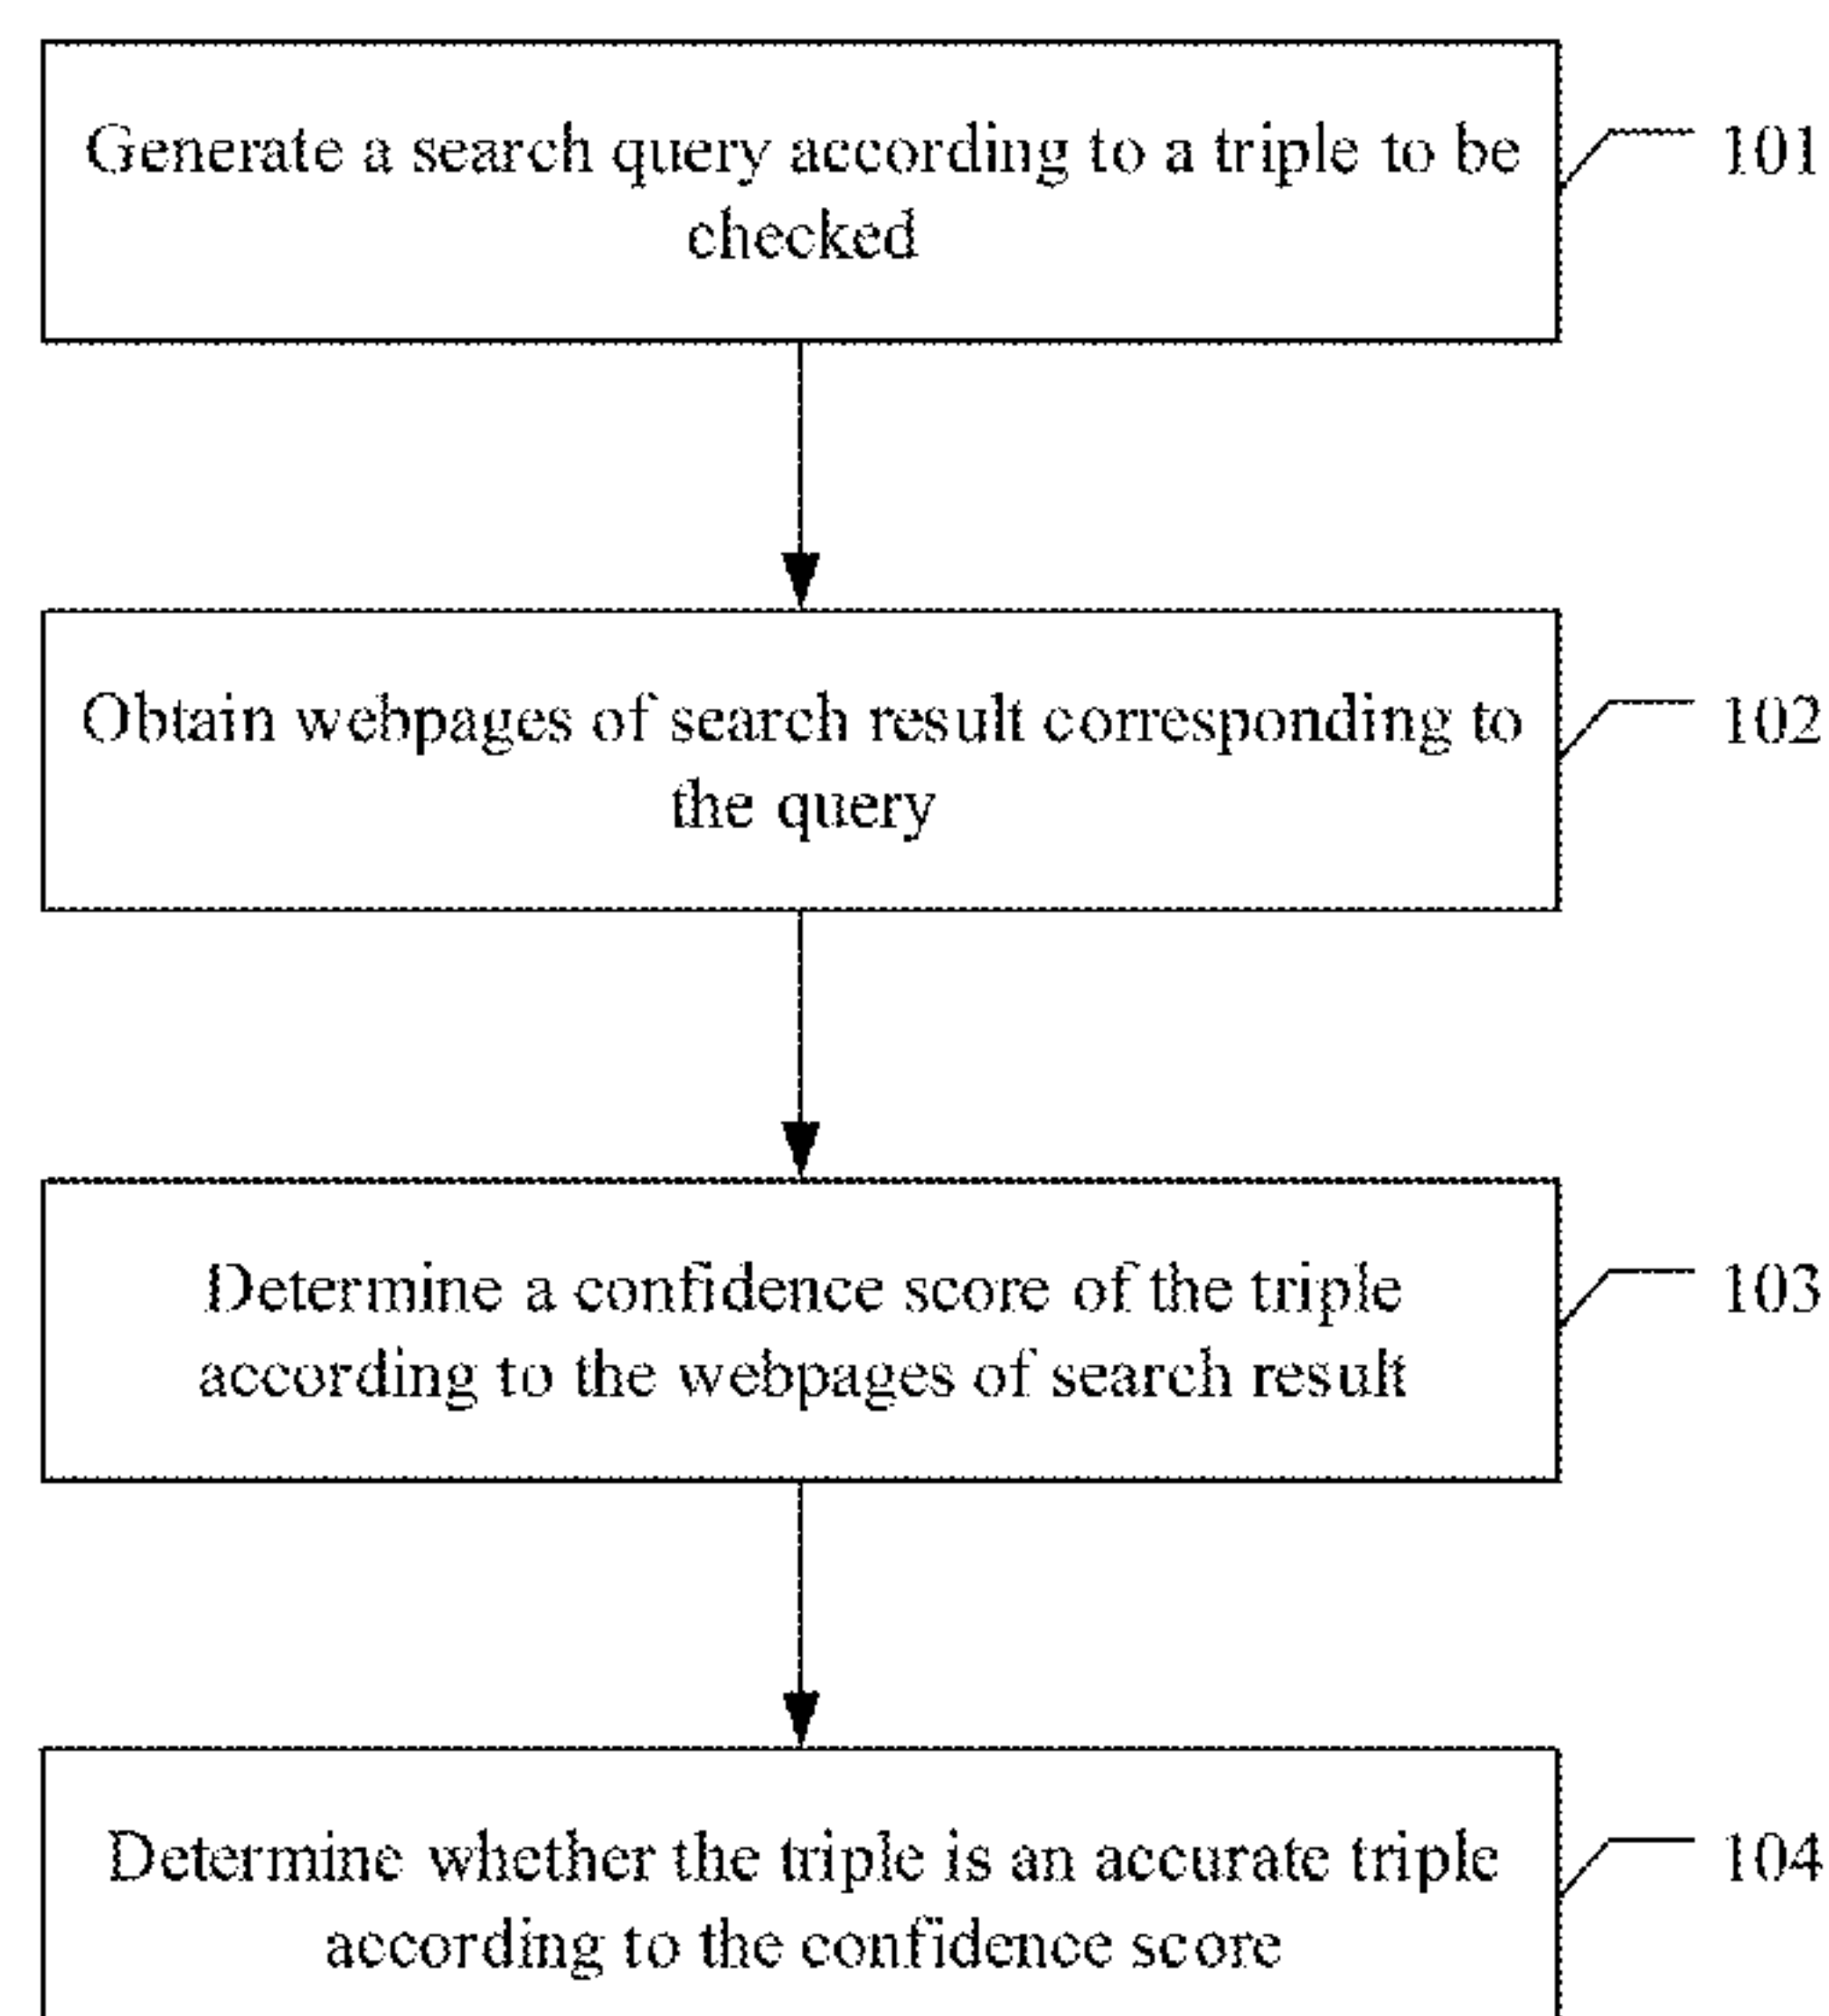 Generate a search query according to a triple to be
checked
101
Obtain webpages of search result corresponding to
the query
102
Determine a confidence score of the triple
according to the webpages of search result
103
Determine whether the triple is an accurate triple
according to the confidence score
104